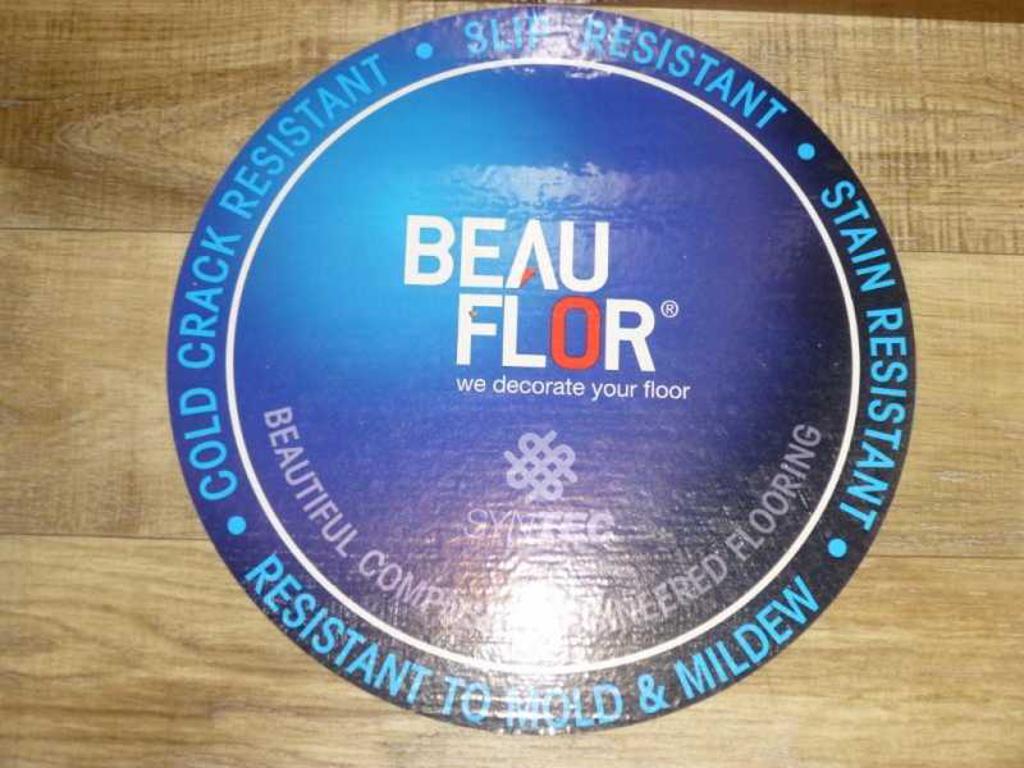 COLD CRACK RESISTANT • SLIP RESISTANT • STAIN RESISTANT •
BEAU
FLOR®
we decorate your floor
SYNTEC
BEAUTIFUL FLOORING
RESISTANT TO MOLD & MILDEW •